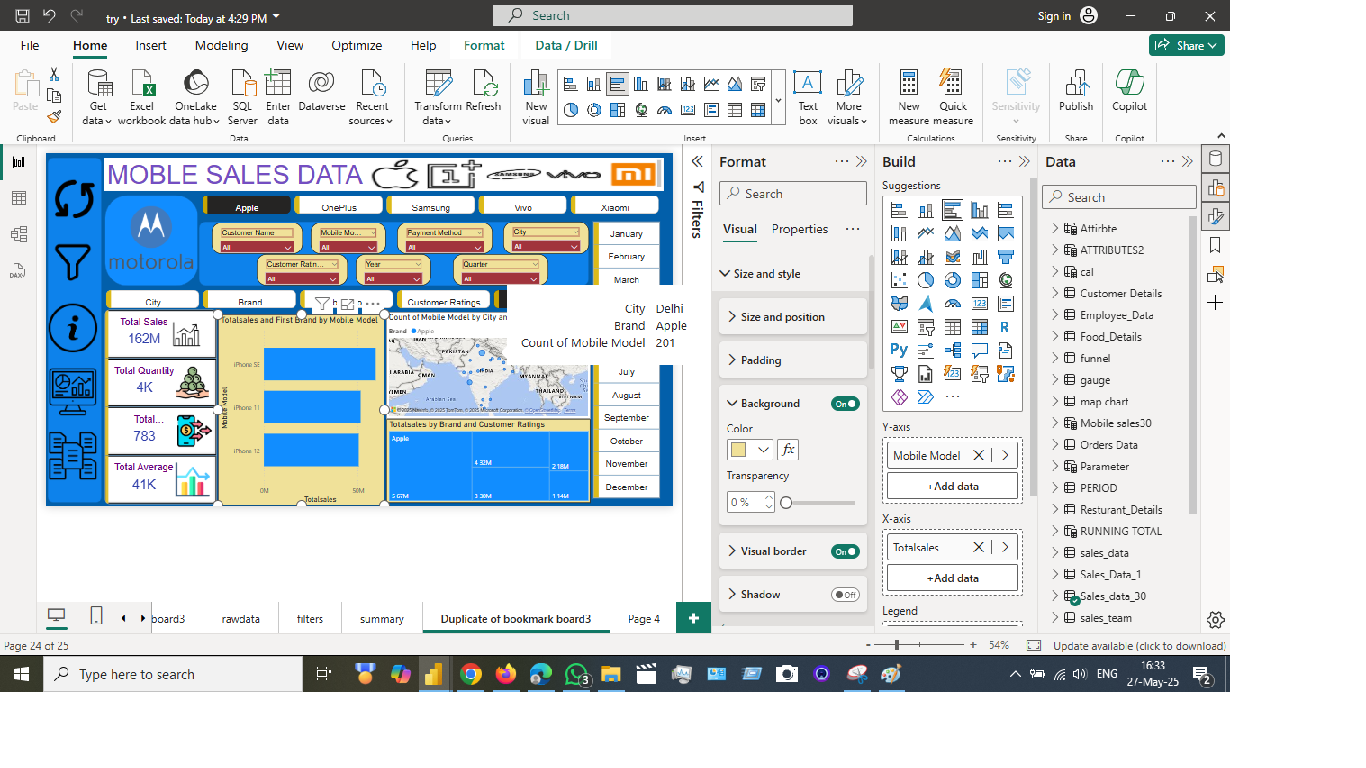 try • Last saved: Today at 4:29 PM
Search
Sign in
File Home Insert Modeling View Optimize Help Format Data / Drill
Share
Paste
Get data
Excel workbook
OneLake data hub
SQL Server
Enter data
Dataverse
Recent sources
Transform data
Refresh
New visual
Text box
More visuals
New measure
Quick measure
Sensitivity
Publish
Copilot
Clipboard Data Queries Insert Calculations Sensitivity Share Copilot
MOBLE SALES DATA
SAMSUNG
vivo
motorola
Apple OnePlus Samsung Vivo Xiaomi
Customer Name
All
Mobile Mo...
All
Payment Method
All
City
All
Customer Ratin...
All
Year
All
Quarter
All
January
February
March
July
August
September
October
November
Desember
City Brand Customer Ratings
Total Sales
162M
Total Quantity
4K
Total...
783
Total Average
41K
Totalsales and First Brand by Mobile Model
Mobile Model
iPhone SE
iPhone 11
iPhone 12
0M 50M
Totalsales
Count of Mobile Model by City an
Brand Apple
City Delhi
Brand Apple
Count of Mobile Model 201
INDIA
MYANMAR
THAILAND
Arabian Sea
Totalsales by Brand and Customer Ratings
Apple
4.32M
2.18M
1.14M
Filters
Format
Search
Visual Properties
Size and style
Size and position
Padding
Background On
Color
fx
Transparency
0 %
Visual border On
Shadow Off
Build
Suggestions
Y-axis
Mobile Model
+Add data
X-axis
Totalsales
+Add data
Legend
Data
Search
Attirbte
ATTRIBUTES2
cal
Customer Details
Employee_Data
Food_Details
funnel
gauge
map chart
Mobile sales30
Orders Data
Parameter
PERIOD
Resturant_Details
RUNNING TOTAL
sales_data
Sales_Data_1
Sales_data_30
sales_team
board3 rawdata filters summary Duplicate of bookmark board3 Page 4
Page 24 of 25
54%
Update available (click to download)
Type here to search
3
ENG
16:33
27-May-25
2